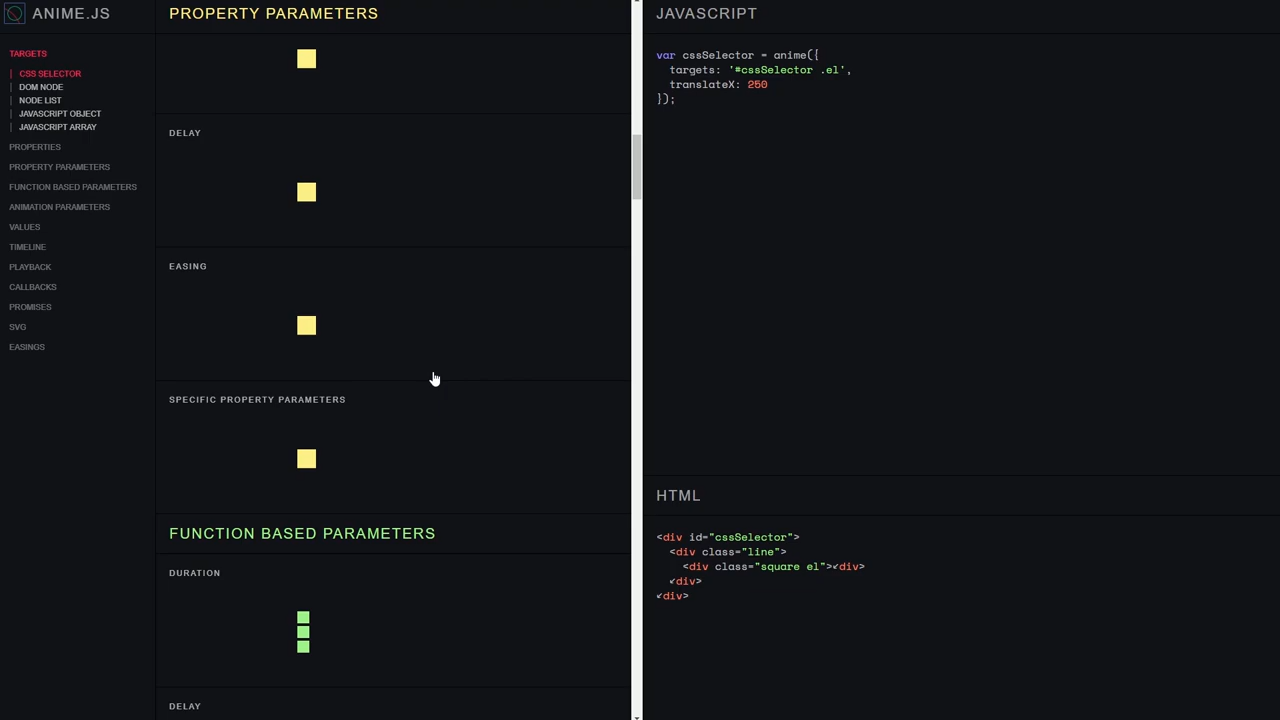 ANIME.JS
TARGETS
CSS SELECTOR
DOM NODE
NODE LIST
JAVASCRIPT OBJECT
JAVASCRIPT ARRAY
PROPERTIES
PROPERTY PARAMETERS
FUNCTION BASED PARAMETERS
ANIMATION PARAMETERS
VALUES
TIMELINE
PLAYBACK
CALLBACKS
PROMISES
SVG
EASINGS
PROPERTY PARAMETERS
DELAY
EASING
SPECIFIC PROPERTY PARAMETERS
FUNCTION BASED PARAMETERS
DURATION
DELAY
JAVASCRIPT
var cssSelector = anime({
  targets: '#cssSelector .el',
  translateX: 250
});
HTML
<div id="cssSelector">
  <div class="line">
    <div class="square el"></div>
  </div>
</div>